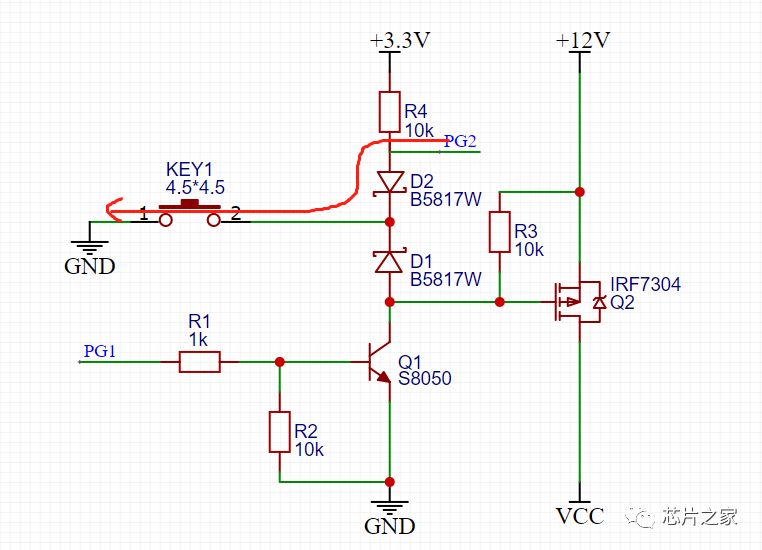 +3.3V
+12V
R4
10k
PG2
KEY1
4.5*4.5
D2
B5817W
1
2
R3
10k
GND
D1
B5817W
IRF7304
Q2
R1
1k
PG1
Q1
S8050
R2
10k
GND
VCC
芯片之家